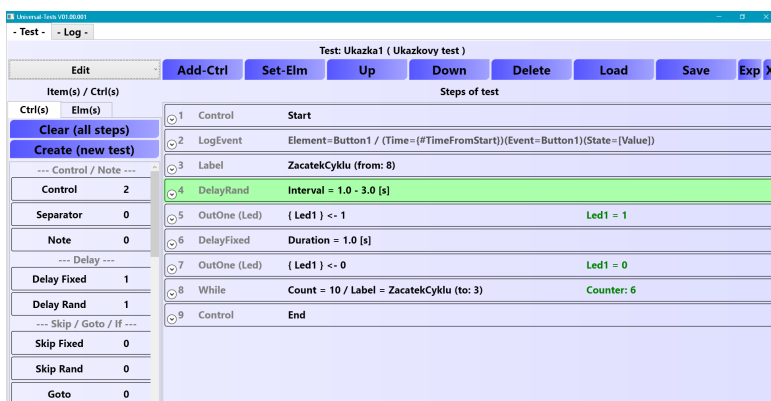 Universal-Tests V01.00.001
- Test - - Log -
Test: Ukazka1 ( Ukazkovy test )
Edit Add-Ctrl Set-Elm Up Down Delete Load Save Exp
Item(s) / Ctrl(s) Steps of test
Ctrl(s) Elm(s)
Clear (all steps)
Create (new test)
--- Control / Note ---
Control 2
Separator 0
Note 0
--- Delay ---
Delay Fixed 1
Delay Rand 1
--- Skip / Goto / If ---
Skip Fixed 0
Skip Rand 0
Goto 0
1 Control Start
2 LogEvent Element=Button1 / (Time={#TimeFromStart})(Event=Button1)(State=[Value])
3 Label ZacatekCyklu (from: 8)
4 DelayRand Interval = 1.0 - 3.0 [s]
5 OutOne (Led) { Led1 } <- 1 Led1 = 1
6 DelayFixed Duration = 1.0 [s]
7 OutOne (Led) { Led1 } <- 0 Led1 = 0
8 While Count = 10 / Label = ZacatekCyklu (to: 3) Counter: 6
9 Control End